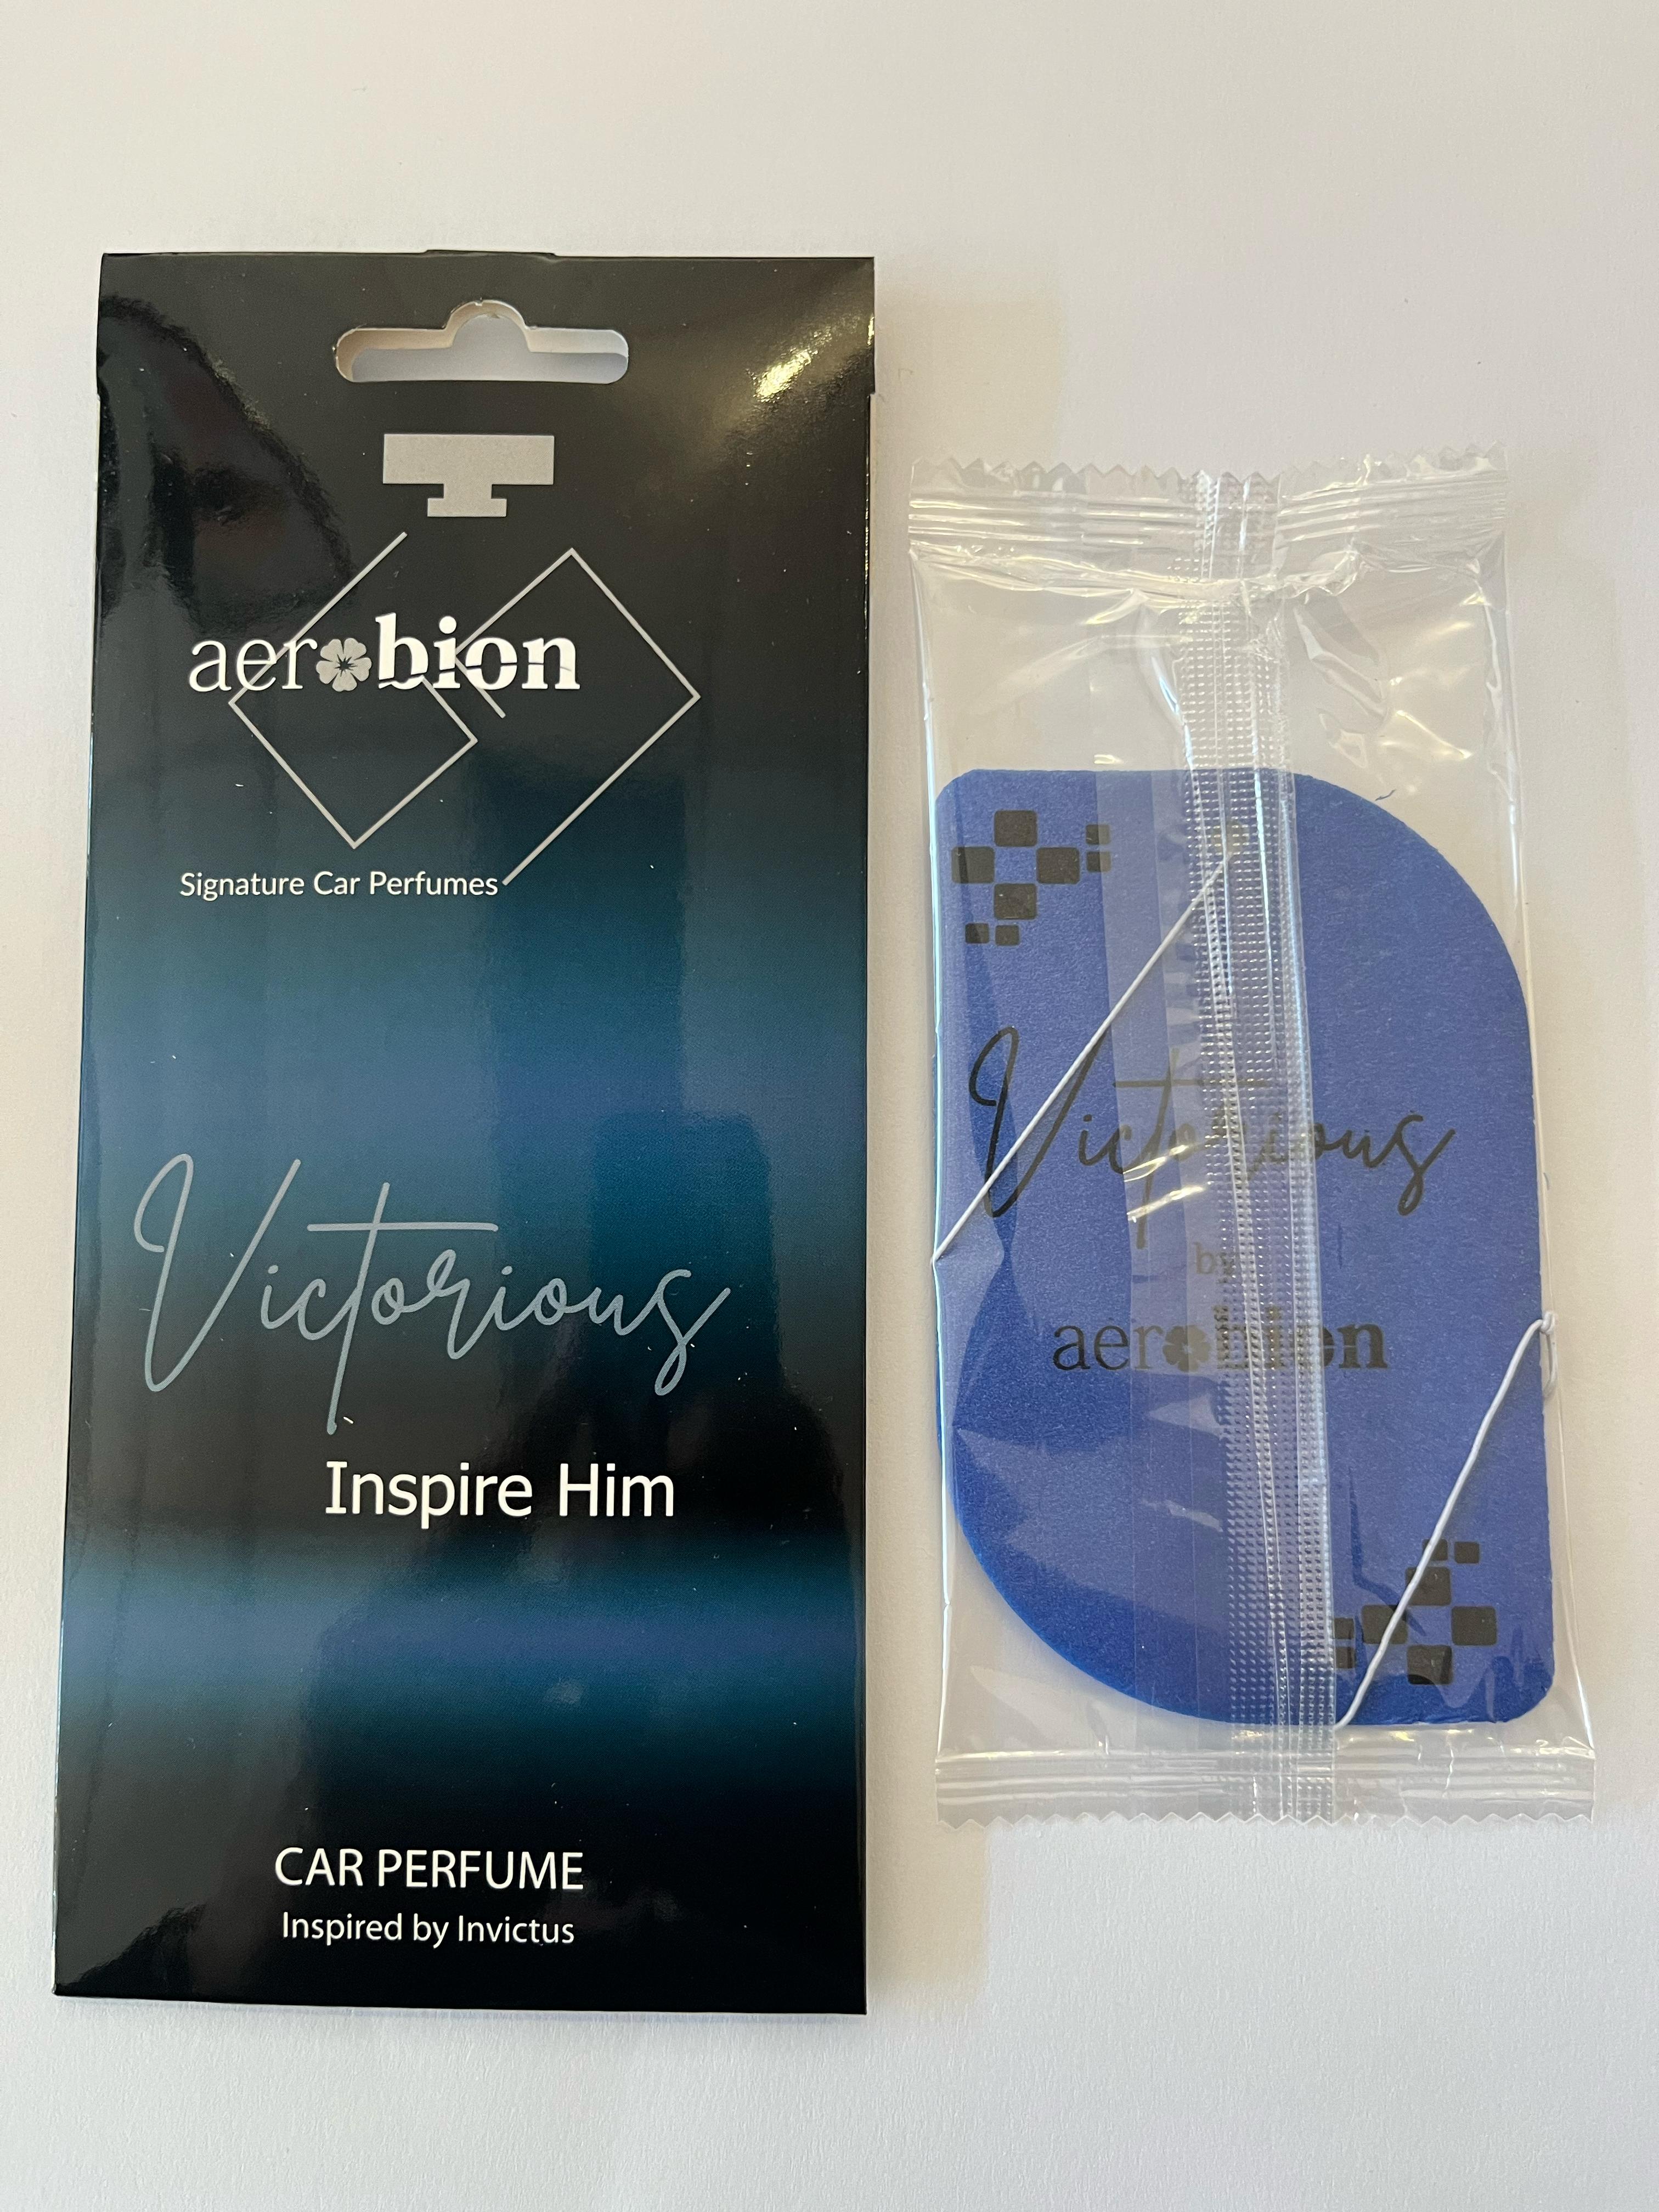 aerobion
Signature Car Perfumes
Victorious
Inspire Him
CAR PERFUME
Inspired by Invictus
Victorious
by
aerobion